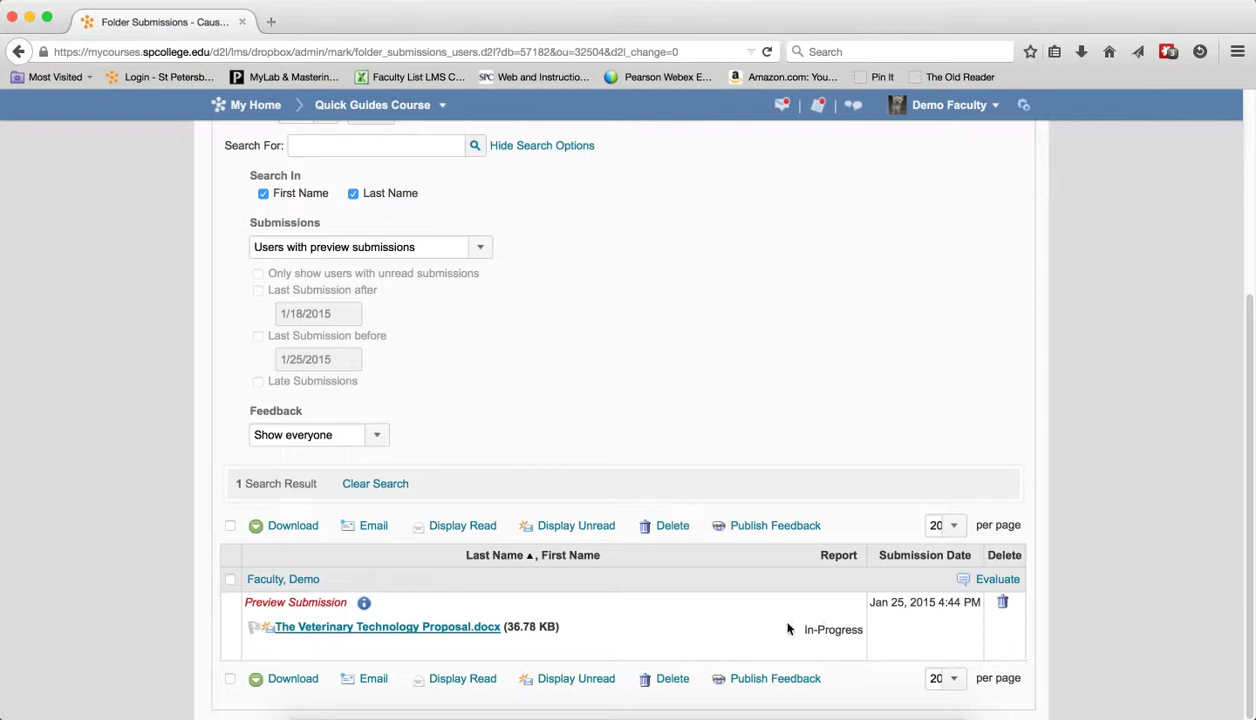 Folder Submissions - Caus...
https://mycourses.spcollege.edu/d2l/lms/dropbox/admin/mark/folder_submissions_users.d2l?db=57182&ou=32504&d2l_change=0
Search
Most Visited
Login - St Petersb...
MyLab & Mastering...
Faculty List LMS C...
SPC Web and Instructio...
Pearson Webex E...
Amazon.com: You...
Pin It
The Old Reader
My Home
Quick Guides Course
Demo Faculty
Search For:
Hide Search Options
Search In
First Name
Last Name
Submissions
Users with preview submissions
Only show users with unread submissions
Last Submission after
1/18/2015
Last Submission before
1/25/2015
Late Submissions
Feedback
Show everyone
1 Search Result
Clear Search
Download
Email
Display Read
Display Unread
Delete
Publish Feedback
20 per page
Last Name ▲, First Name
Report
Submission Date
Delete
Faculty, Demo
Evaluate
Preview Submission
Jan 25, 2015 4:44 PM
The Veterinary Technology Proposal.docx (36.78 KB)
In-Progress
Download
Email
Display Read
Display Unread
Delete
Publish Feedback
20 per page